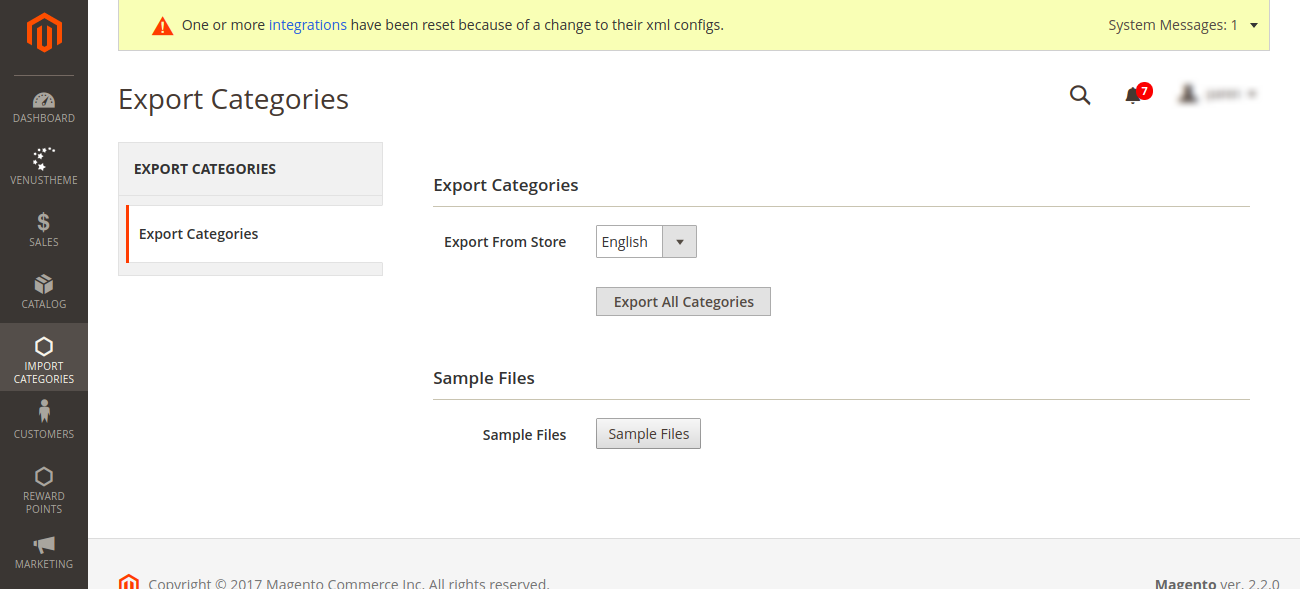 One or more integrations have been reset because of a change to their xml configs.
System Messages: 1
Export Categories
7
DASHBOARD
VENUSTHEME
SALES
CATALOG
IMPORT
CATEGORIES
CUSTOMERS
REWARD
POINTS
MARKETING
EXPORT CATEGORIES
Export Categories
Export Categories
Export From Store
English
Export All Categories
Sample Files
Sample Files
Sample Files
Copyright © 2017 Magento Commerce Inc. All rights reserved.
Magento ver. 2.2.0